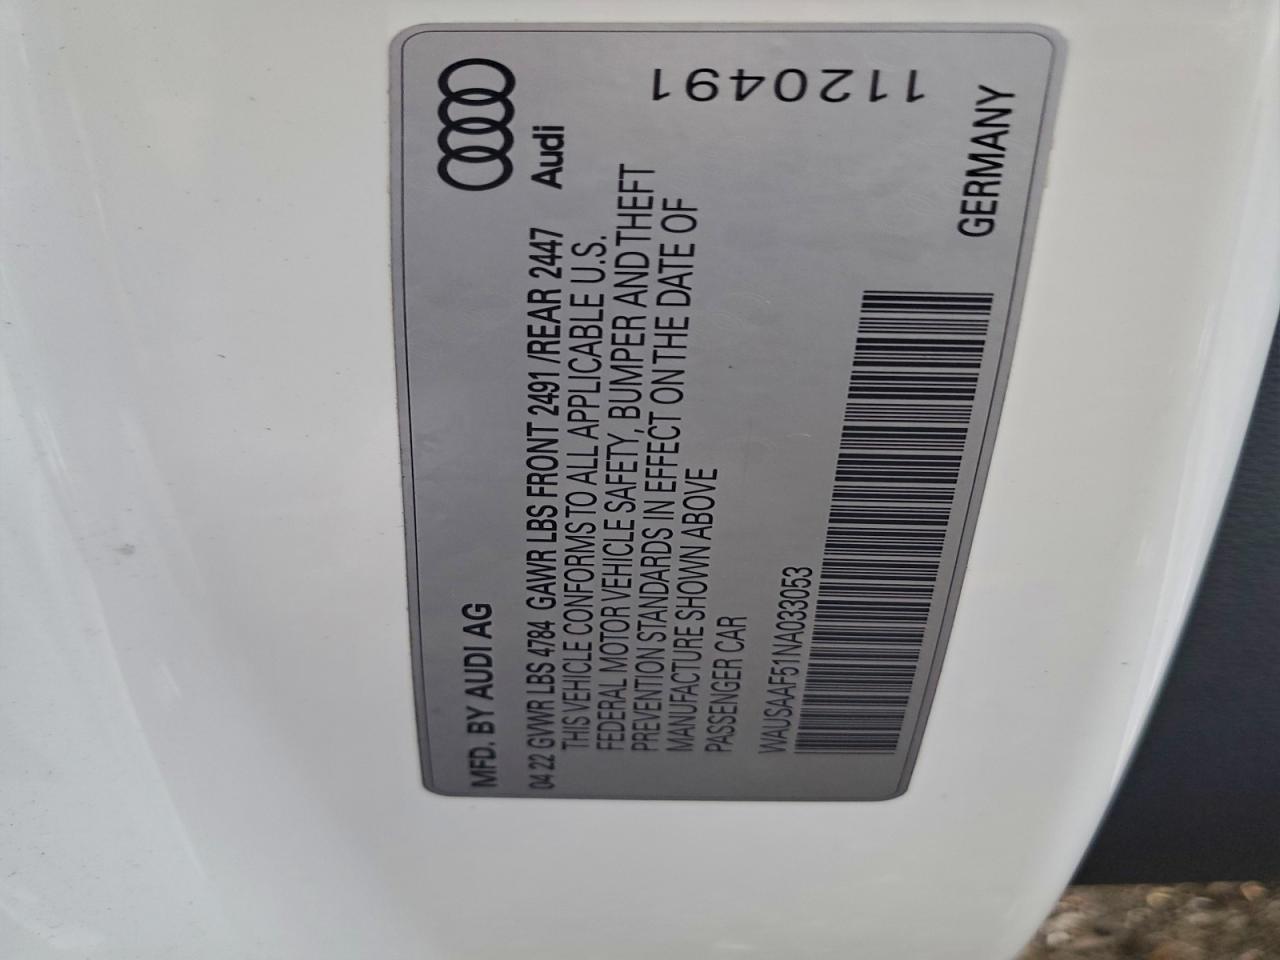 MFD. BY AUDI AG
04 22 GVWR LBS 4784 GAWR LBS FRONT 2491 /REAR 2447
Audi
THIS VEHICLE CONFORMS TO ALL APPLICABLE U.S.
FEDERAL MOTOR VEHICLE SAFETY, BUMPER AND THEFT
PREVENTION STANDARDS IN EFFECT ON THE DATE OF
MANUFACTURE SHOWN ABOVE
PASSENGER CAR
WAUSAAF51NA033053
1120491
GERMANY